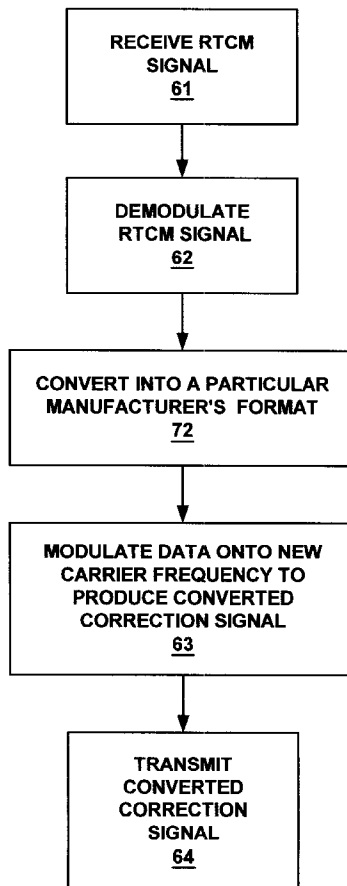 RECEIVE RTCM
SIGNAL
61
DEMODULATE
RTCM SIGNAL
62
CONVERT INTO A PARTICULAR
MANUFACTURER'S FORMAT
72
MODULATE DATA ONTO NEW
CARRIER FREQUENCY TO
PRODUCE CONVERTED
CORRECTION SIGNAL
63
TRANSMIT
CONVERTED
CORRECTION
SIGNAL
64